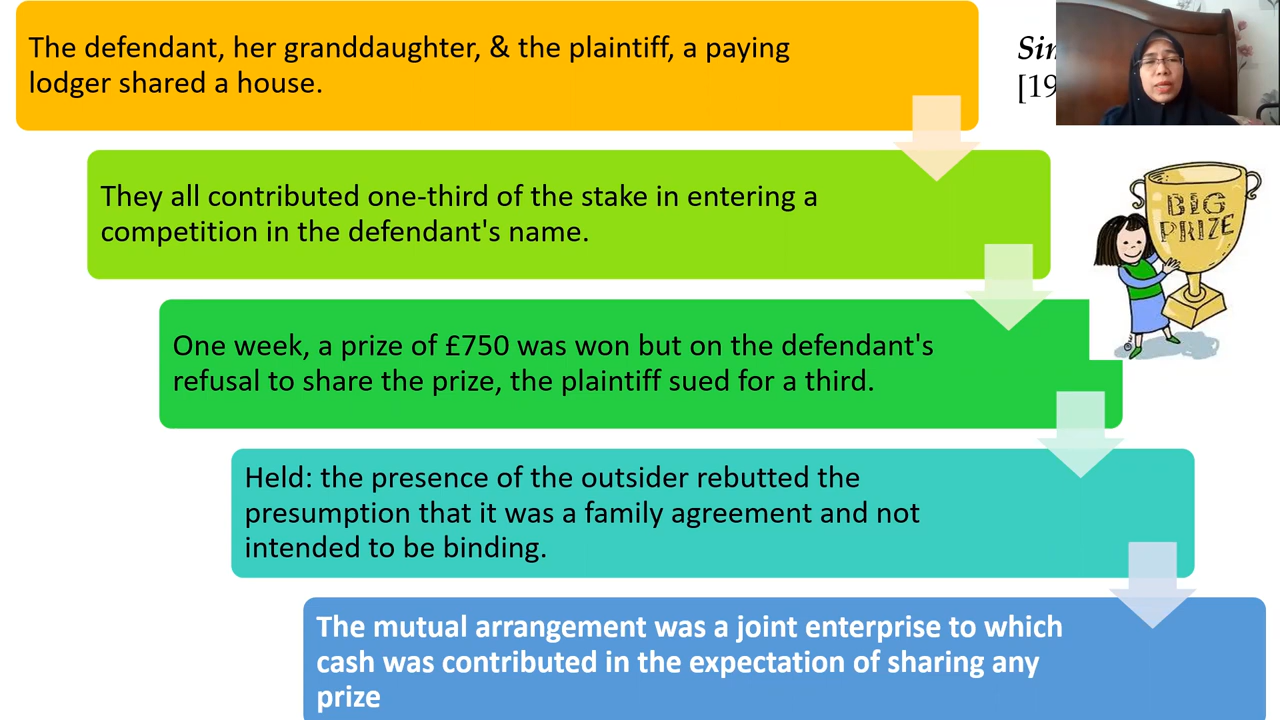 The defendant, her granddaughter, & the plaintiff, a paying
lodger shared a house.
[19
They all contributed one-third of the stake in entering a
competition in the defendant's name.
BIG
PRIZE
One week, a prize of £750 was won but on the defendant's
refusal to share the prize, the plaintiff sued for a third.
Held: the presence of the outsider rebutted the
presumption that it was a family agreement and not
intended to be binding.
The mutual arrangement was a joint enterprise to which
cash was contributed in the expectation of sharing any
prize